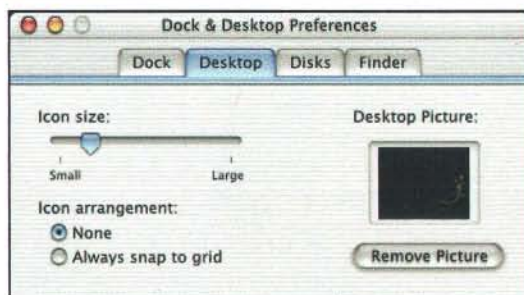 Dock & Desktop Preferences
Dock Desktop Disks Finder
Icon size:
Small Large
Icon arrangement:
None
Always snap to grid
Desktop Picture:
Remove Picture